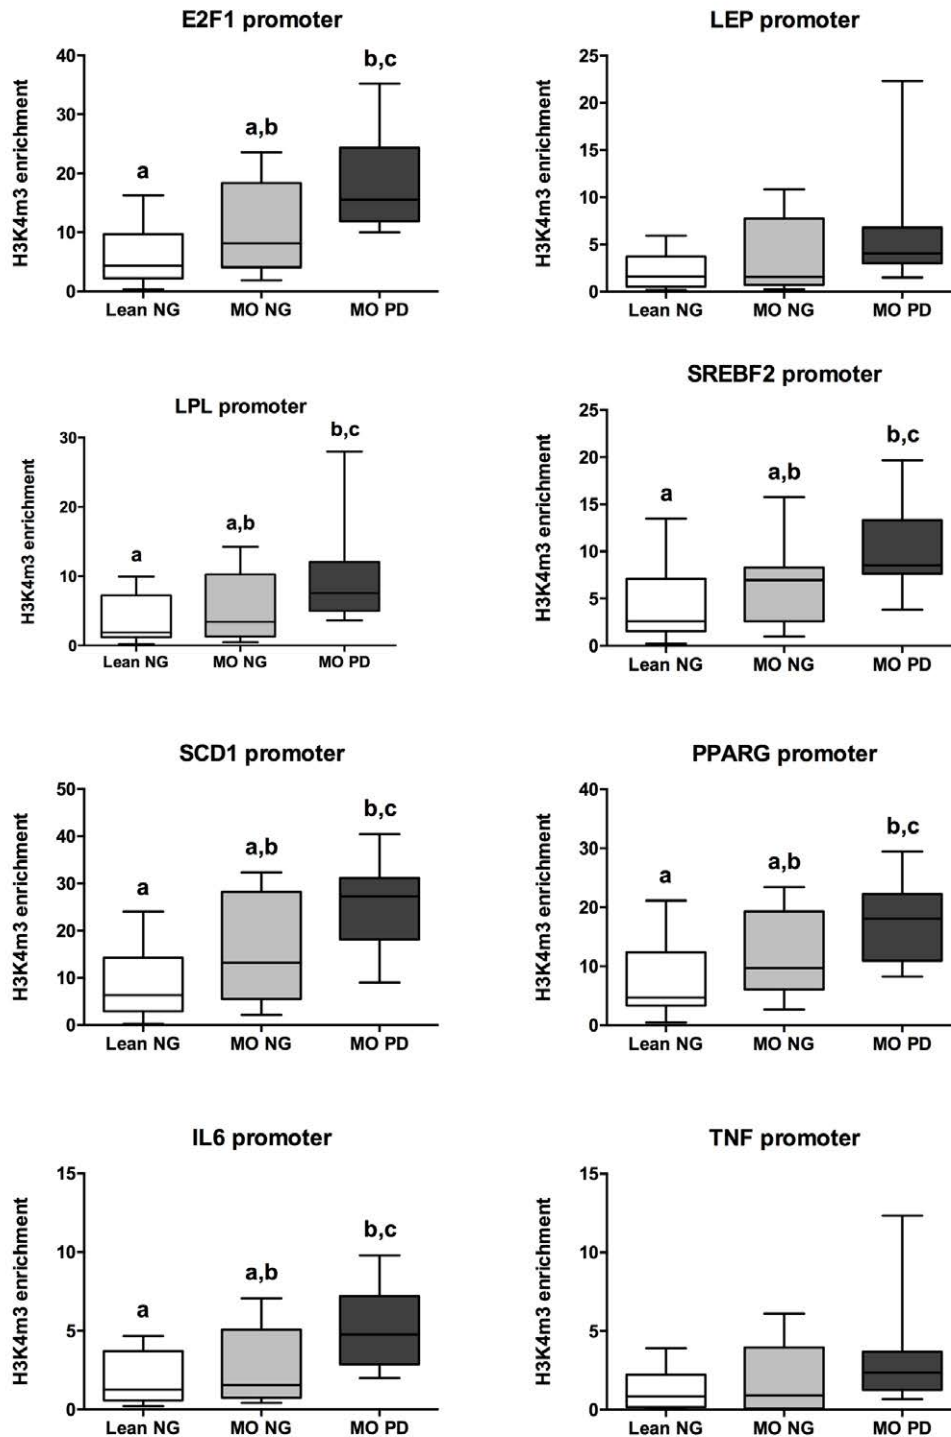 E2F1 promoter
H3K4m3 enrichment
40
30
20
10
0
a
a,b
b,c
Lean NG
MO NG
MO PD
LEP promoter
H3K4m3 enrichment
25
20
15
10
5
0
Lean NG
MO NG
MO PD
LPL promoter
H3K4m3 enrichment
30
20
10
0
a
a,b
b,c
Lean NG
MO NG
MO PD
SREBF2 promoter
H3K4m3 enrichment
25
20
15
10
5
0
a
a,b
b,c
Lean NG
MO NG
MO PD
SCD1 promoter
H3K4m3 enrichment
50
40
30
20
10
0
a
a,b
b,c
Lean NG
MO NG
MO PD
PPARG promoter
H3K4m3 enrichment
40
30
20
10
0
a
a,b
b,c
Lean NG
MO NG
MO PD
IL6 promoter
H3K4m3 enrichment
15
10
5
0
a
a,b
b,c
Lean NG
MO NG
MO PD
TNF promoter
H3K4m3 enrichment
15
10
5
0
Lean NG
MO NG
MO PD